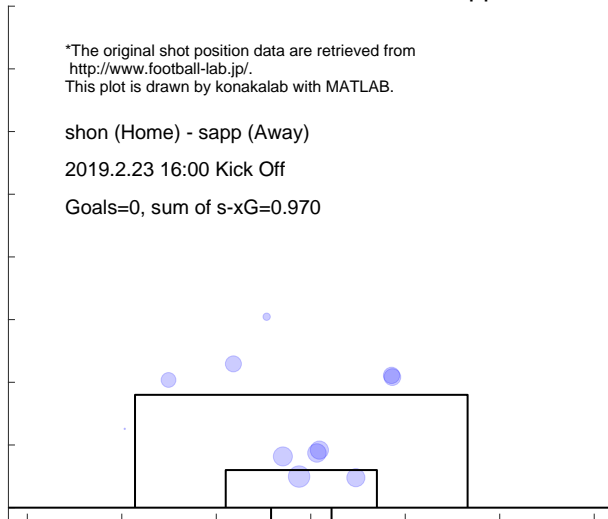 *The original shot position data are retrieved from
http://www.football-lab.jp/.
This plot is drawn by konakalab with MATLAB.
shon (Home) - sapp (Away)
2019.2.23 16:00 Kick Off
Goals=0, sum of s-xG=0.970